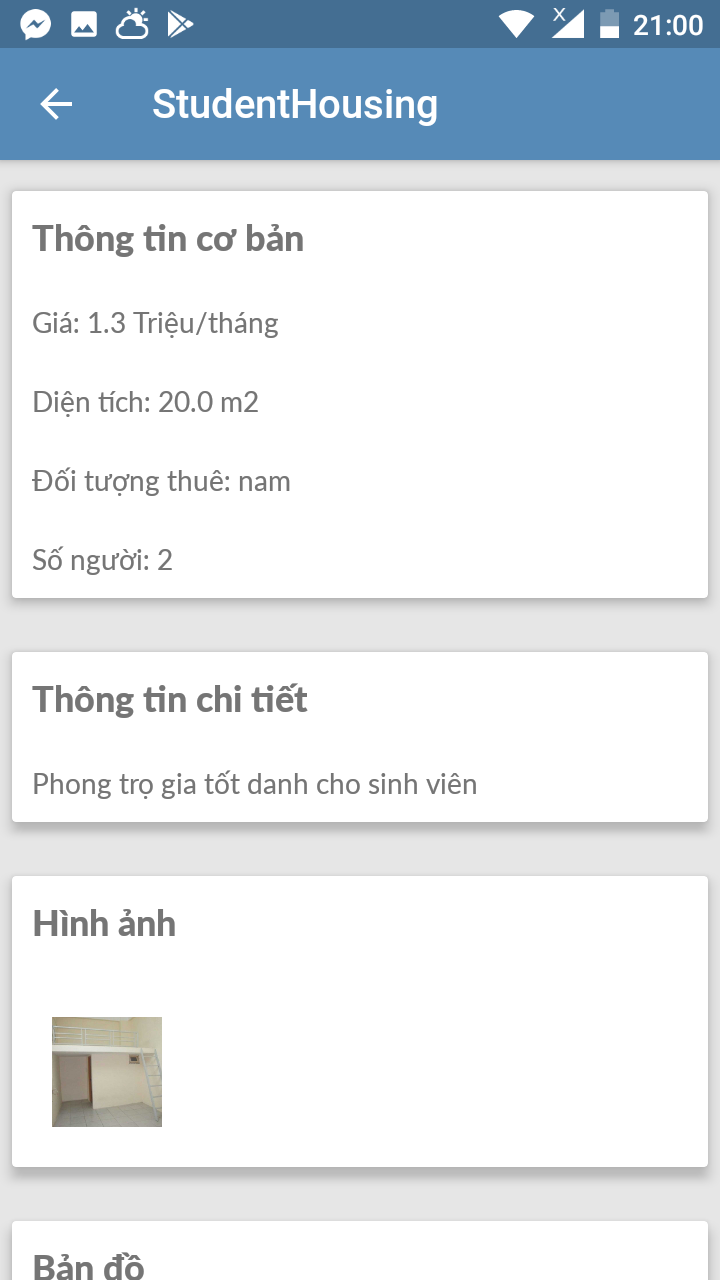 21:00
StudentHousing
Thông tin cơ bản
Giá: 1.3 Triệu/tháng
Diện tích: 20.0 m2
Đối tượng thuê: nam
Số người: 2
Thông tin chi tiết
Phong trọ gia tốt danh cho sinh viên
Hình ảnh
Bản đồ